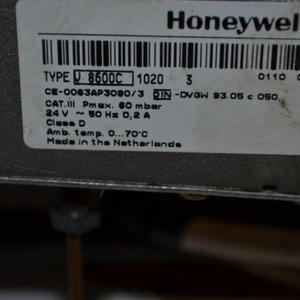 Honeywel
TYPE V 8600C 1020 3 0110
CE-0063AP3090/3 DIN -DVGW 93.05 c 050
CAT.III Pmax. 60 mbar
24 V ~ 50 Hz 0,2 A
Class D
Amb. temp. 0...70°C
Made in the Netherlands